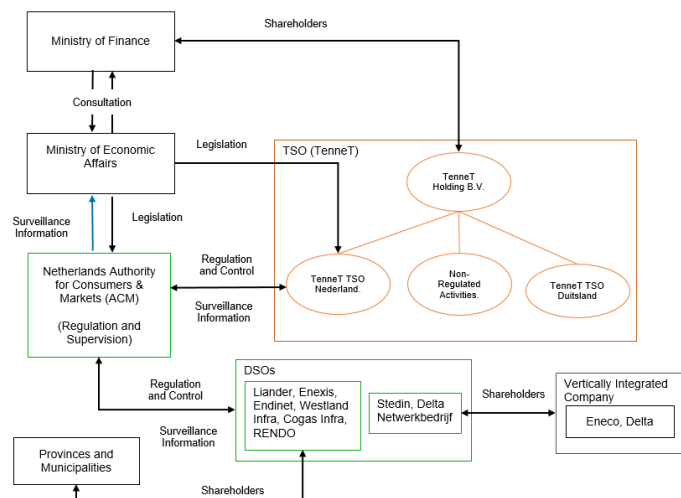 Shareholders
Ministry of Finance
Consultation
Ministry of Economic
Affairs
Legislation
TSO (TenneT)
TenneT
Holding B.V.
Surveillance
Information
Legislation
Netherlands Authority
for Consumers &
Markets (ACM)
(Regulation and
Supervision)
Regulation
and Control
Surveillance
Information
TenneT TSO
Nederland.
Non-
Regulated
Activities.
TenneT TSO
Duitsland
Regulation
and Control
Surveillance
Information
DSOs
Liander, Enexis,
Endinet, Westland
Infra, Cogas Infra,
RENDO
Stedin, Delta
Netwerkbedrijf
Shareholders
Vertically Integrated
Company
Eneco, Delta
Provinces and
Municipalities
Shareholders